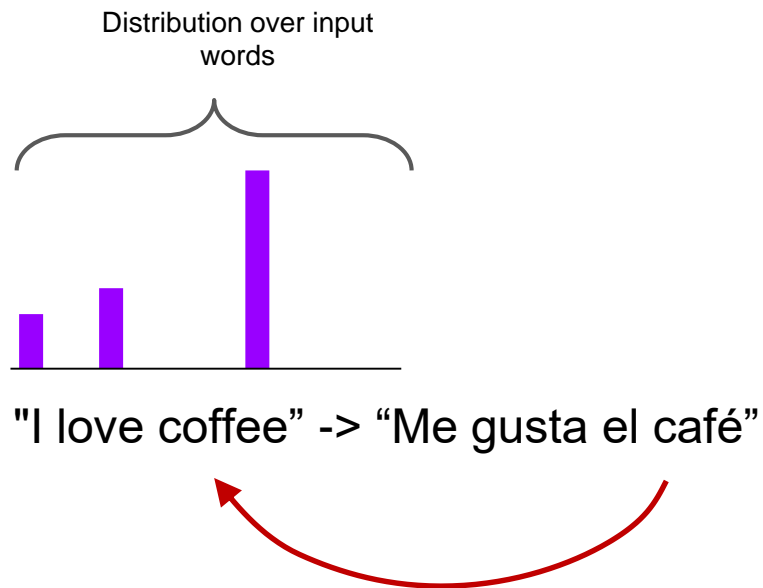 Distribution over input
words
"I love coffee” -> “Me gusta el café”